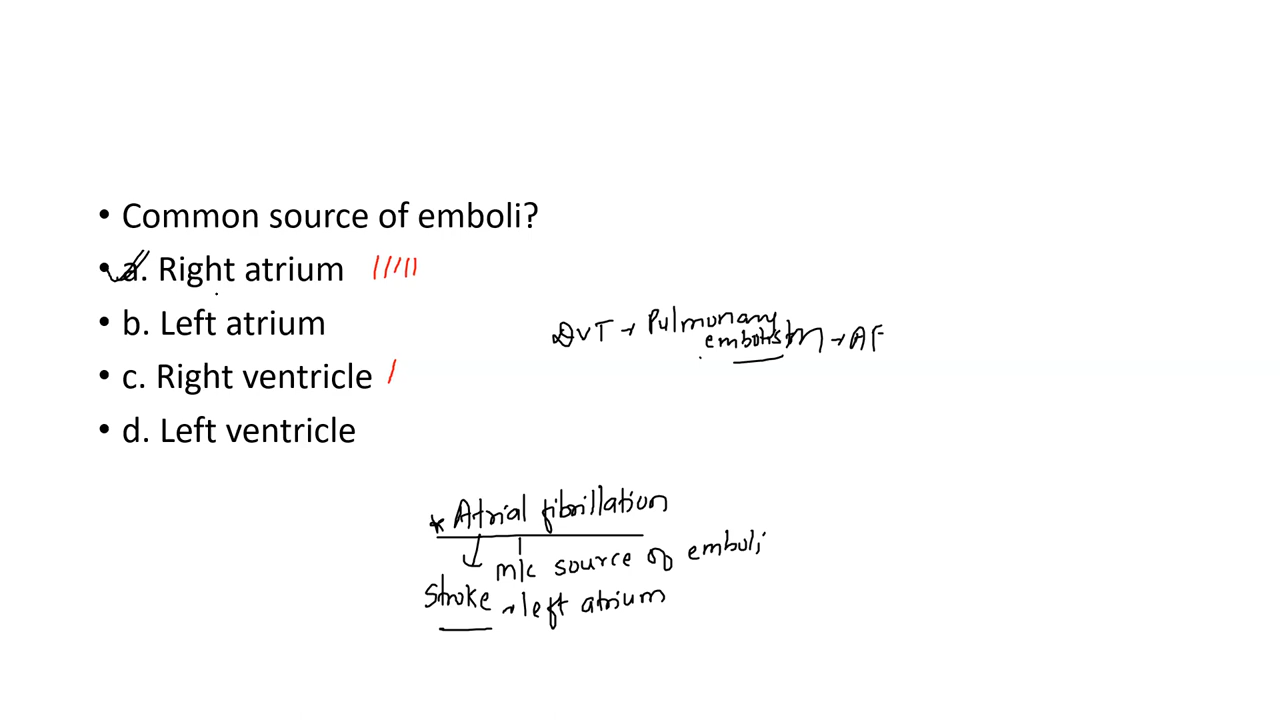 • Common source of emboli?
• a. Right atrium
• b. Left atrium
DVT → Pulmonary
embolism → AF
• c. Right ventricle
• d. Left ventricle
* Atrial fibrillation
m/c source of emboli
Stroke → left atrium